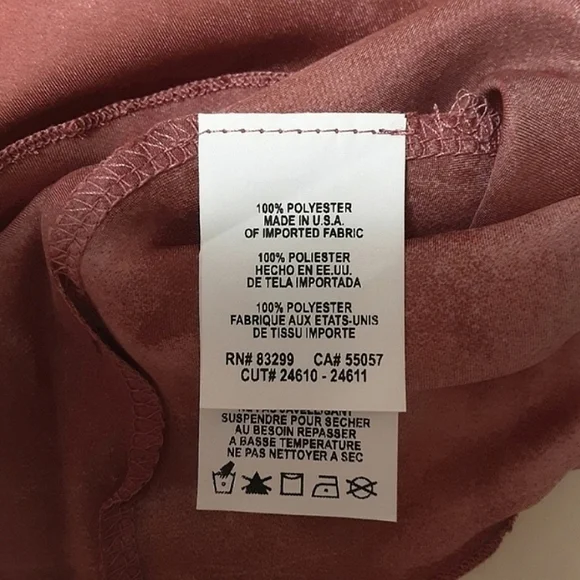 100% POLYESTER
MADE IN U.S.A.
OF IMPORTED FABRIC
100% POLIESTER
HECHO EN EE.UU.
DE TELA IMPORTADA
100% POLYESTER
FABRIQUE AUX ETATS-UNIS
DE TISSU IMPORTE
RN# 83299 CA# 55057
CUT# 24610 - 24611
SUSPENDRE POUR SECHER
AU BESOIN REPASSER
A BASSE TEMPERATURE
NE PAS NETTOYER A SEC